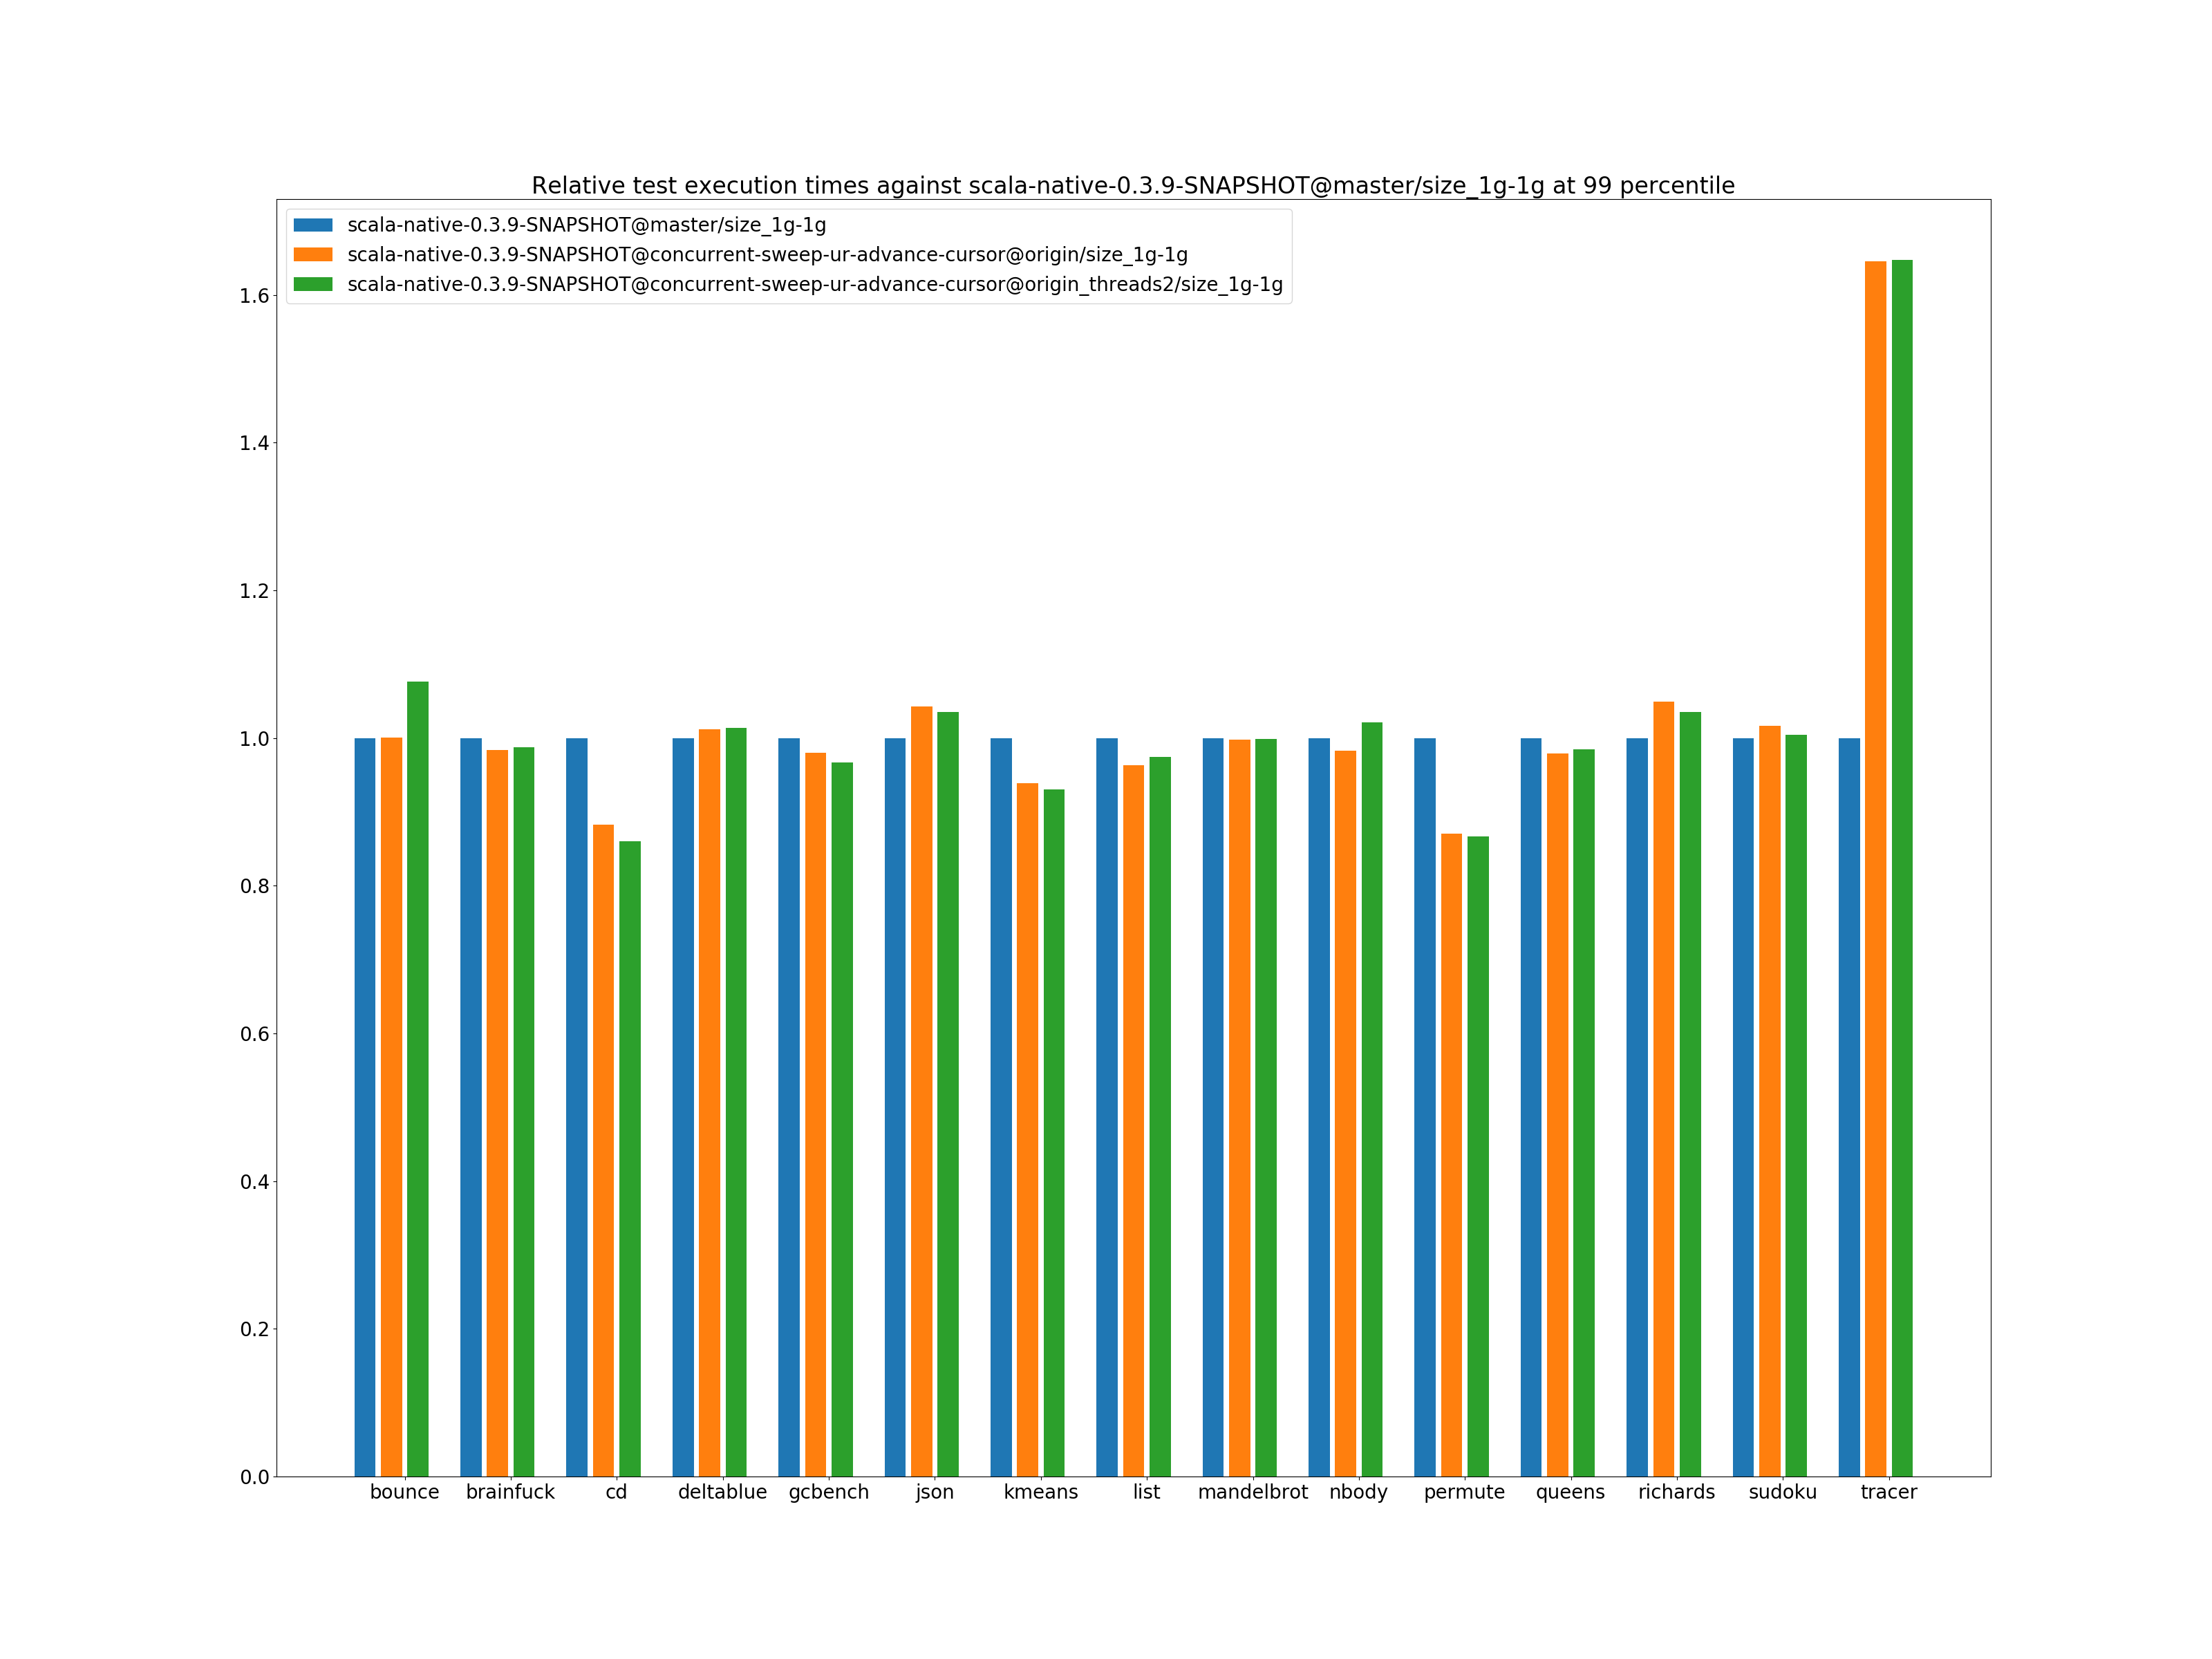 Relative test execution times against scala-native-0.3.9-SNAPSHOT@master/size_1g-1g at 99 percentile
scala-native-0.3.9-SNAPSHOT@master/size_1g-1g
scala-native-0.3.9-SNAPSHOT@concurrent-sweep-ur-advance-cursor@origin/size_1g-1g
scala-native-0.3.9-SNAPSHOT@concurrent-sweep-ur-advance-cursor@origin_threads2/size_1g-1g
1.6
1.4
1.2
1.0
0.8
0.6
0.4
0.2
0.0
bounce brainfuck cd deltablue gcbench json kmeans list mandelbrot nbody permute queens richards sudoku tracer